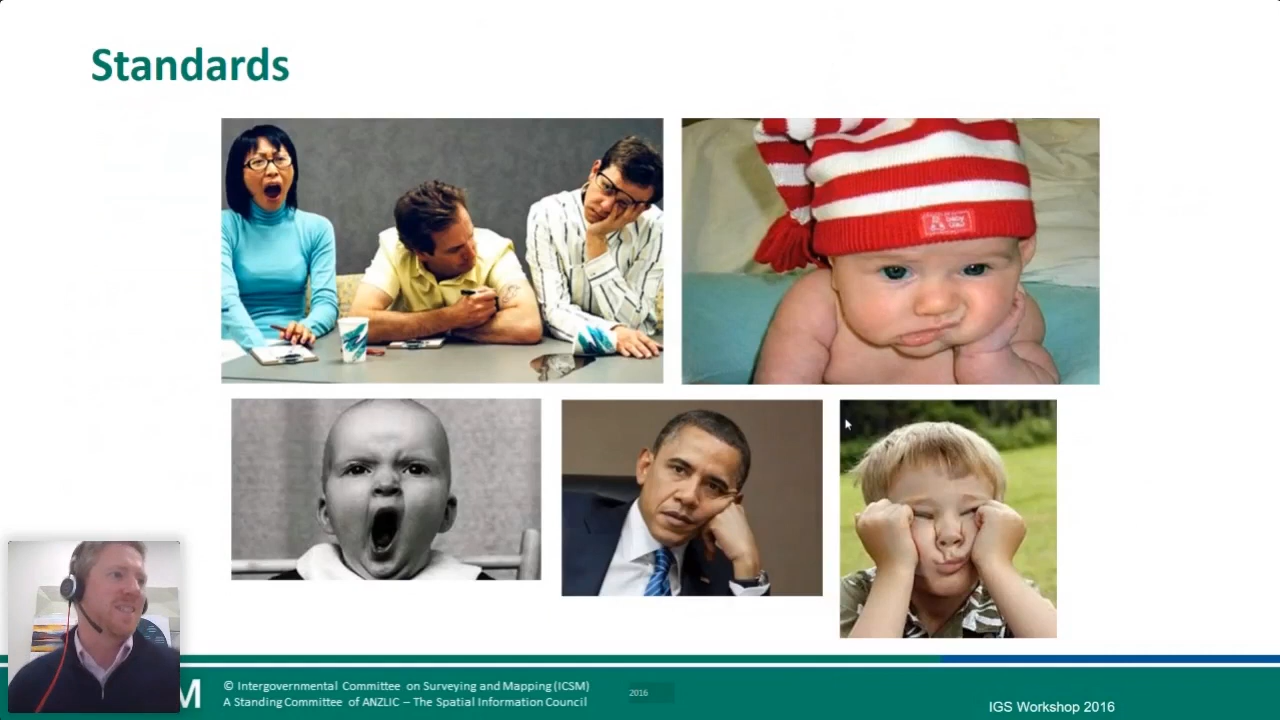 Standards
M
© Intergovernmental Committee on Surveying and Mapping (ICSM)
A Standing Committee of ANZLIC – The Spatial Information Council
2016
IGS Workshop 2016